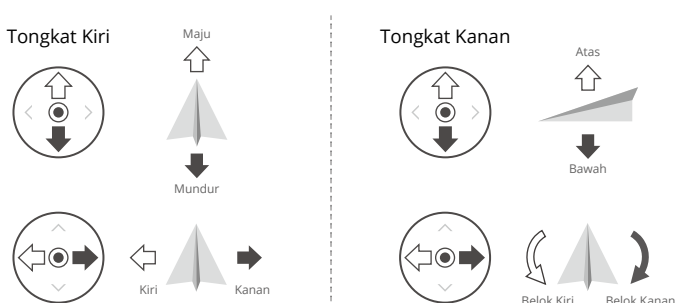 Tongkat Kiri
Maju
Mundur
Kiri
Kanan
Tongkat Kanan
Atas
Bawah
Belok Kiri
Belok Kanan